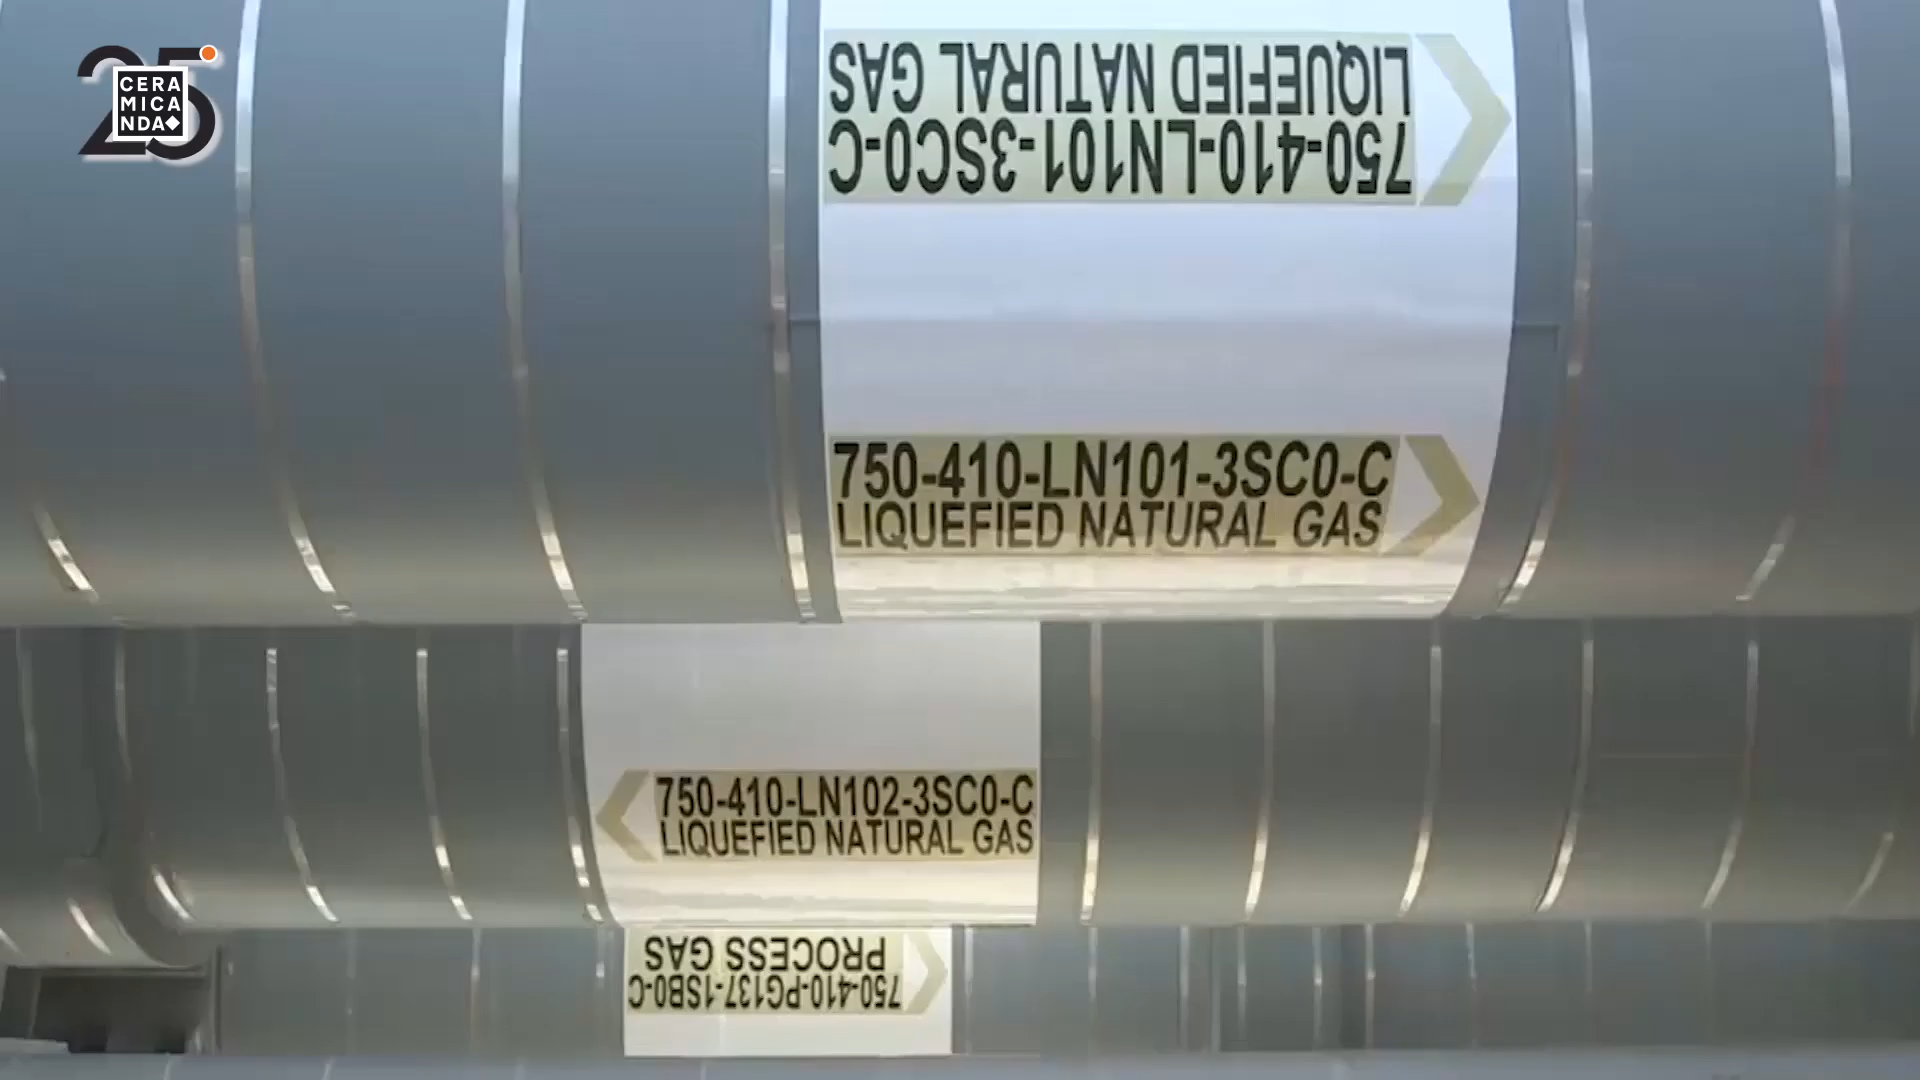 25
CERA
MICA
NDA
750-410-LN101-3SC0-C
LIQUEFIED NATURAL GAS
750-410-LN101-3SC0-C
LIQUEFIED NATURAL GAS
750-410-LN102-3SC0-C
LIQUEFIED NATURAL GAS
750-410-PG137-1SB0-C
PROCESS GAS